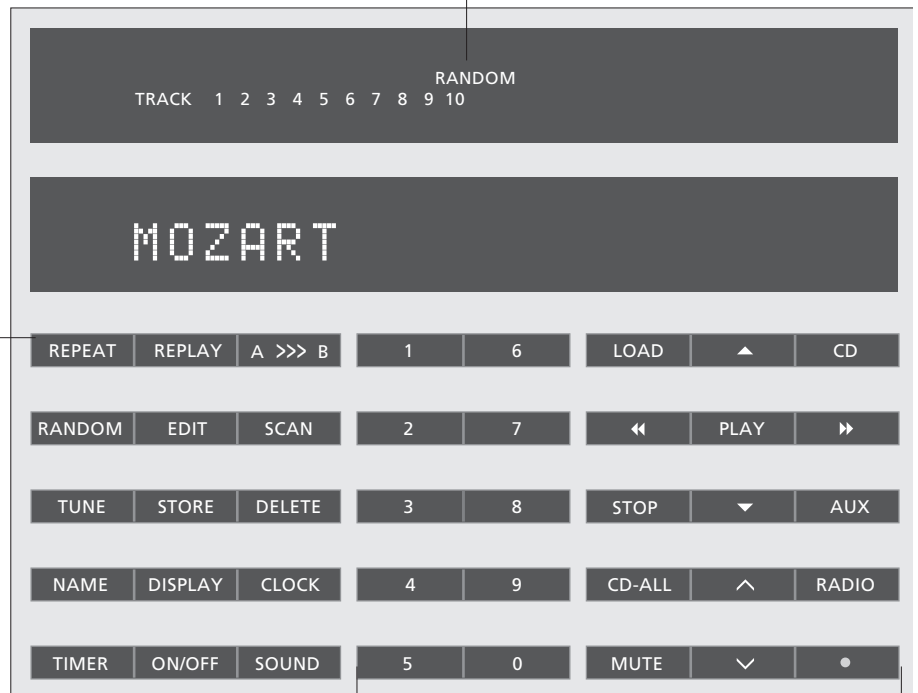 RANDOM
TRACK 1 2 3 4 5 6 7 8 9 10
MOZART
REPEAT REPLAY A >>> B 1 6 LOAD ▲ CD
RANDOM EDIT SCAN 2 7 ◀◀ PLAY ▶▶
TUNE STORE DELETE 3 8 STOP ▼ AUX
NAME DISPLAY CLOCK 4 9 CD-ALL ∧ RADIO
TIMER ON/OFF SOUND 5 0 MUTE ∨ ●